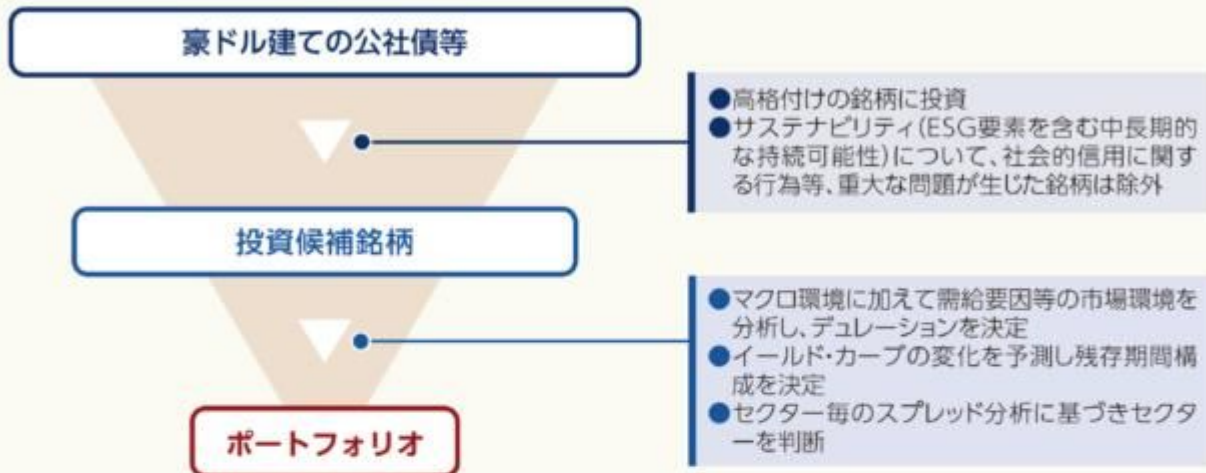 豪ドル建ての公社債等
●高格付けの銘柄に投資
●サステナビリティ(ESG要素を含む中長期的
な持続可能性)について、社会的信用に関す
る行為等、重大な問題が生じた銘柄は除外
投資候補銘柄
●マクロ環境に加えて需給要因等の市場環境を
分析し、デュレーションを決定
●イールド・カーブの変化を予測し残存期間構
成を決定
●セクター毎のスプレッド分析に基づきセクタ
ーを判断
ポートフォリオ